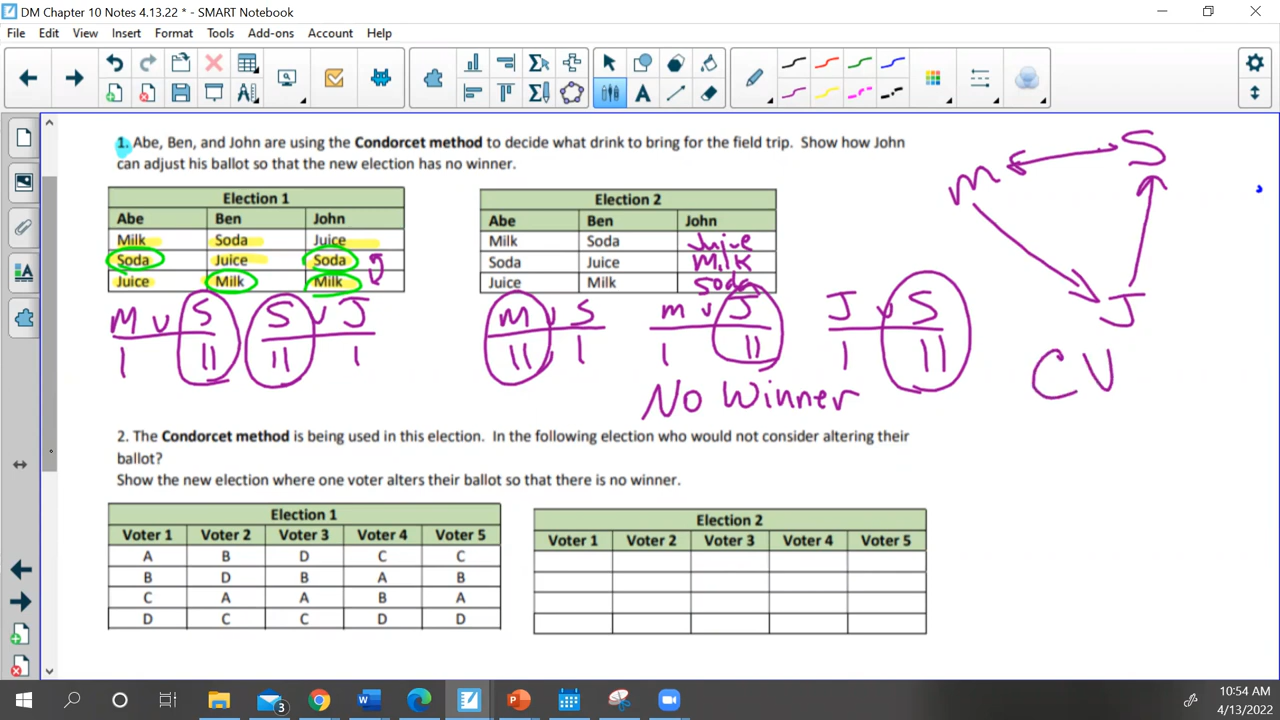 DM Chapter 10 Notes 4.13.22 * - SMART Notebook
File Edit View Insert Format Tools Add-ons Account Help
1. Abe, Ben, and John are using the Condorcet method to decide what drink to bring for the field trip. Show how John
can adjust his ballot so that the new election has no winner.
Election 1
Abe Ben John
Milk Soda Juice
Soda Juice Soda
Juice Milk Milk
Election 2
Abe Ben John
Milk Soda Juice
Soda Juice Milk
Juice Milk Soda
M v S
1 11
S v J
11 1
M v S
11 1
M v J
1 11
J v S
1 11
No Winner
M S
J
CV
2. The Condorcet method is being used in this election. In the following election who would not consider altering their
ballot?
Show the new election where one voter alters their ballot so that there is no winner.
Election 1
Voter 1 Voter 2 Voter 3 Voter 4 Voter 5
A B D C C
B D B A B
C A A B A
D C C D D
Election 2
Voter 1 Voter 2 Voter 3 Voter 4 Voter 5
3
10:54 AM
4/13/2022